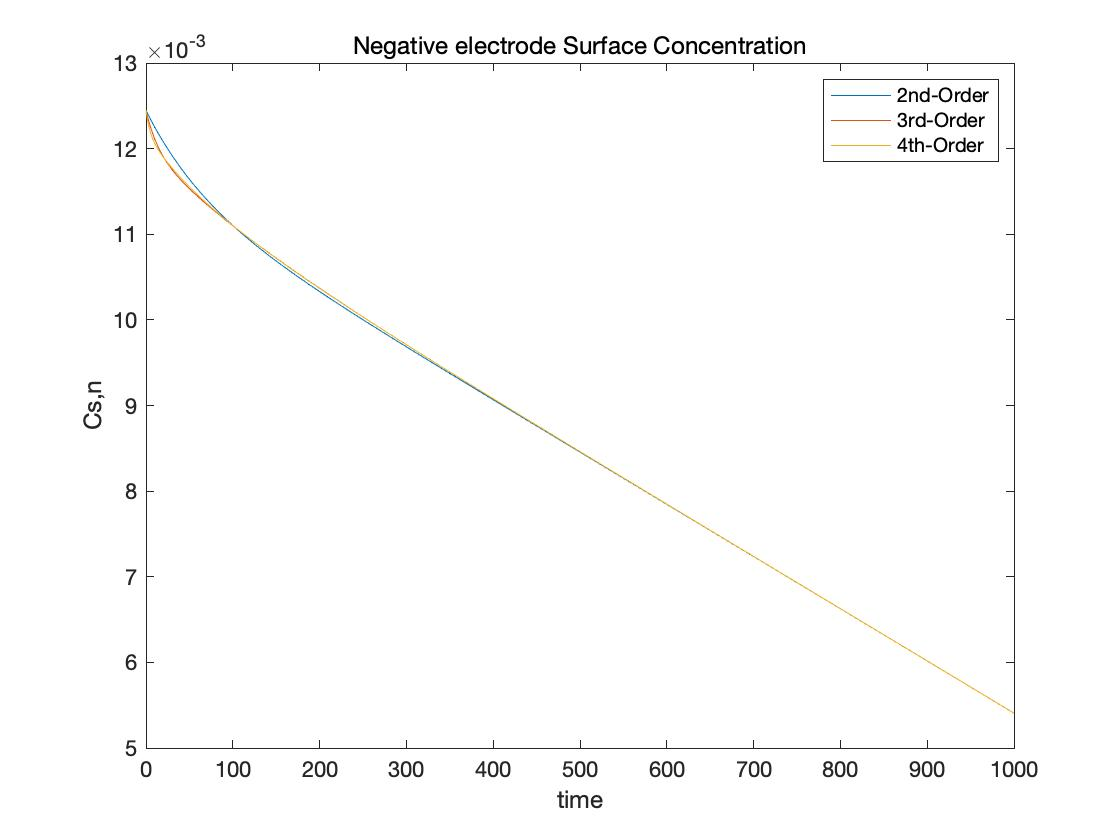 Negative electrode Surface Concentration
×10-3
13
12
11
10
9
8
7
6
5
Cs,n
0 100 200 300 400 500 600 700 800 900 1000
time
2nd-Order
3rd-Order
4th-Order